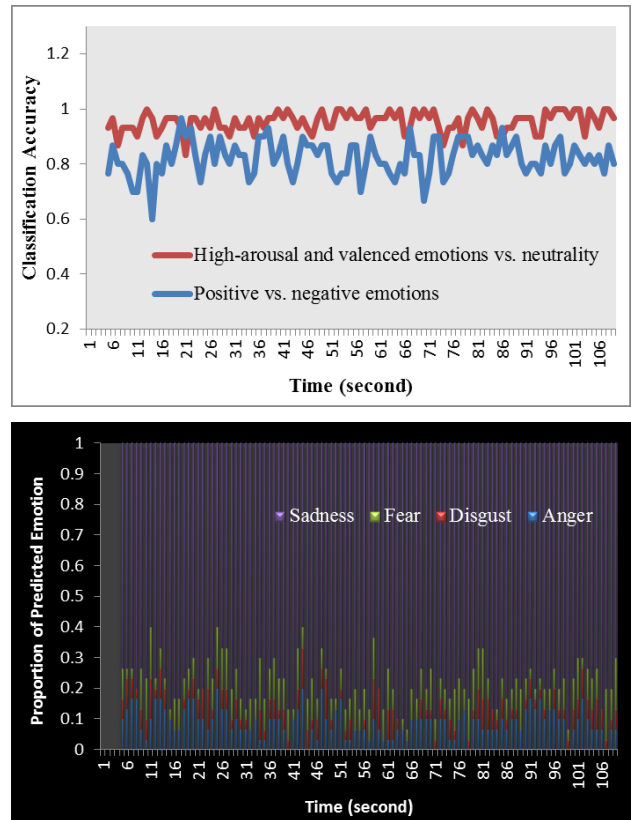 1.2
1
0.8
0.6
0.4
0.2
Classification Accuracy
High-arousal and valenced emotions vs. neutrality
Positive vs. negative emotions
1 6 11 16 21 26 31 36 41 46 51 56 61 66 71 76 81 86 91 96 101 106
Time (second)
1
0.9
0.8
0.7
0.6
0.5
0.4
0.3
0.2
0.1
0
Proportion of Predicted Emotion
Sadness Fear Disgust Anger
1 6 11 16 21 26 31 36 41 46 51 56 61 66 71 76 81 86 91 96 101 106
Time (second)